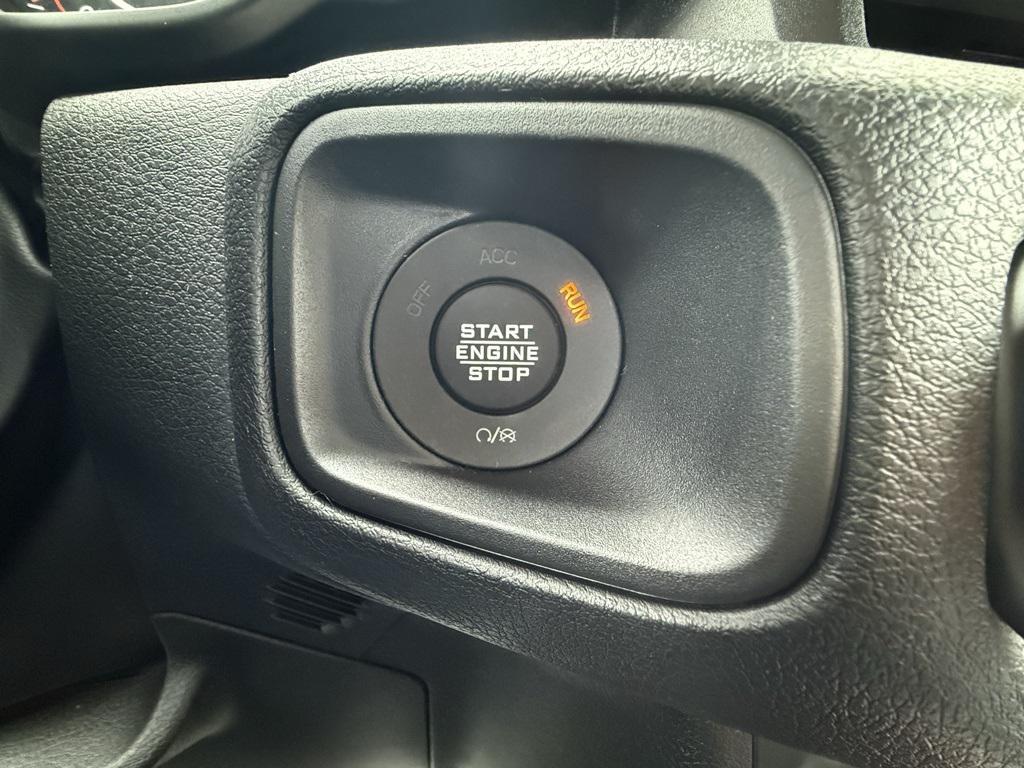 ACC
OFF
RUN
START
ENGINE
STOP